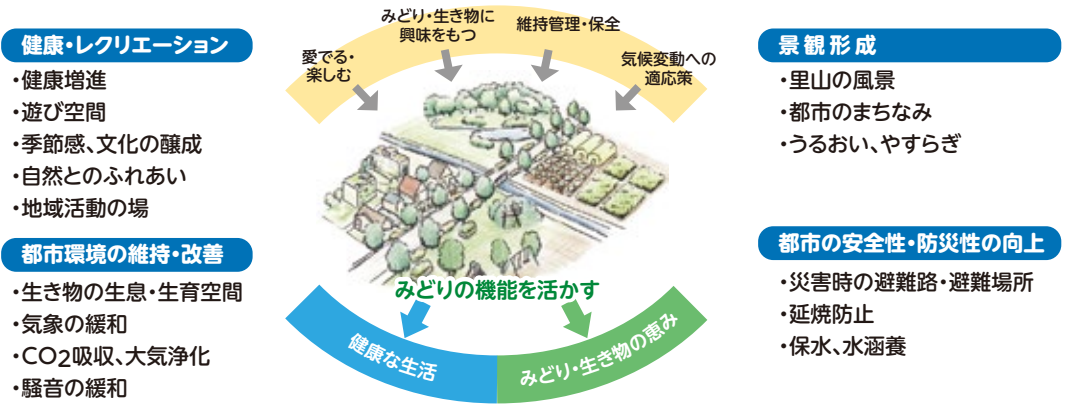 健康・レクリエーション
・健康増進
・遊び空間
・季節感、文化の醸成
・自然とのふれあい
・地域活動の場
都市環境の維持・改善
・生き物の生息・生育空間
・気象の緩和
・CO2吸収、大気浄化
・騒音の緩和
愛でる・
楽しむ
みどり・生き物に
興味をもつ
維持管理・保全
気候変動への
適応策
みどりの機能を活かす
健康な生活
みどり・生き物の恵み
景観形成
・里山の風景
・都市のまちなみ
・うるおい、やすらぎ
都市の安全性・防災性の向上
・災害時の避難路・避難場所
・延焼防止
・保水、水涵養